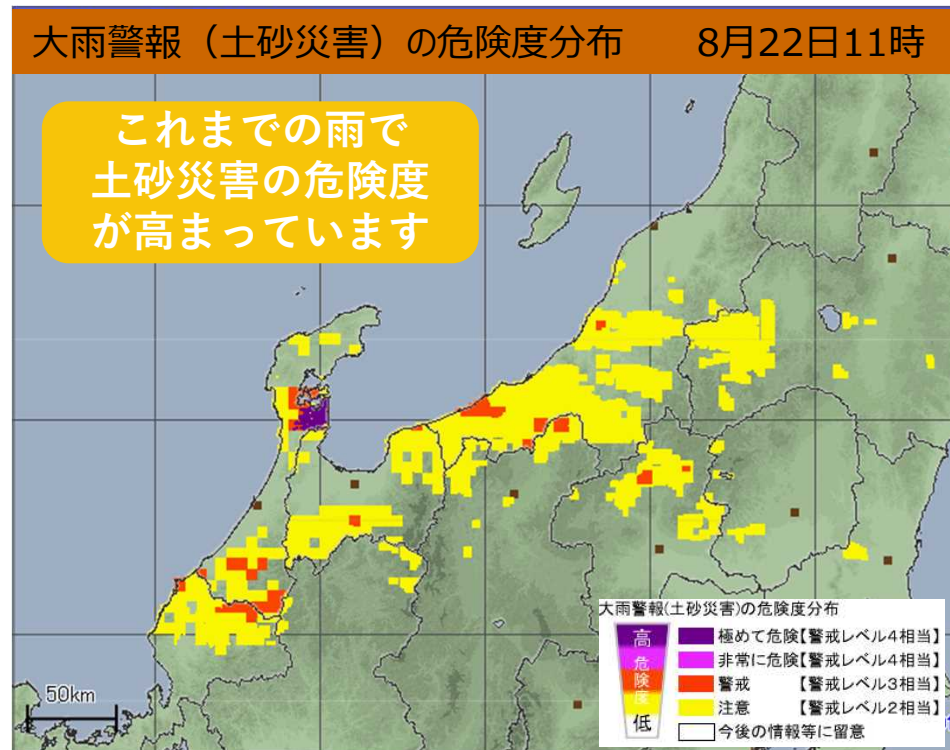 大雨警報（土砂災害）の危険度分布　8月22日11時
これまでの雨で
土砂災害の危険度
が高まっています
50km
大雨警報(土砂災害)の危険度分布
高
危険度
低
極めて危険【警戒レベル4相当】
非常に危険【警戒レベル4相当】
警戒　【警戒レベル3相当】
注意　【警戒レベル2相当】
今後の情報等に留意